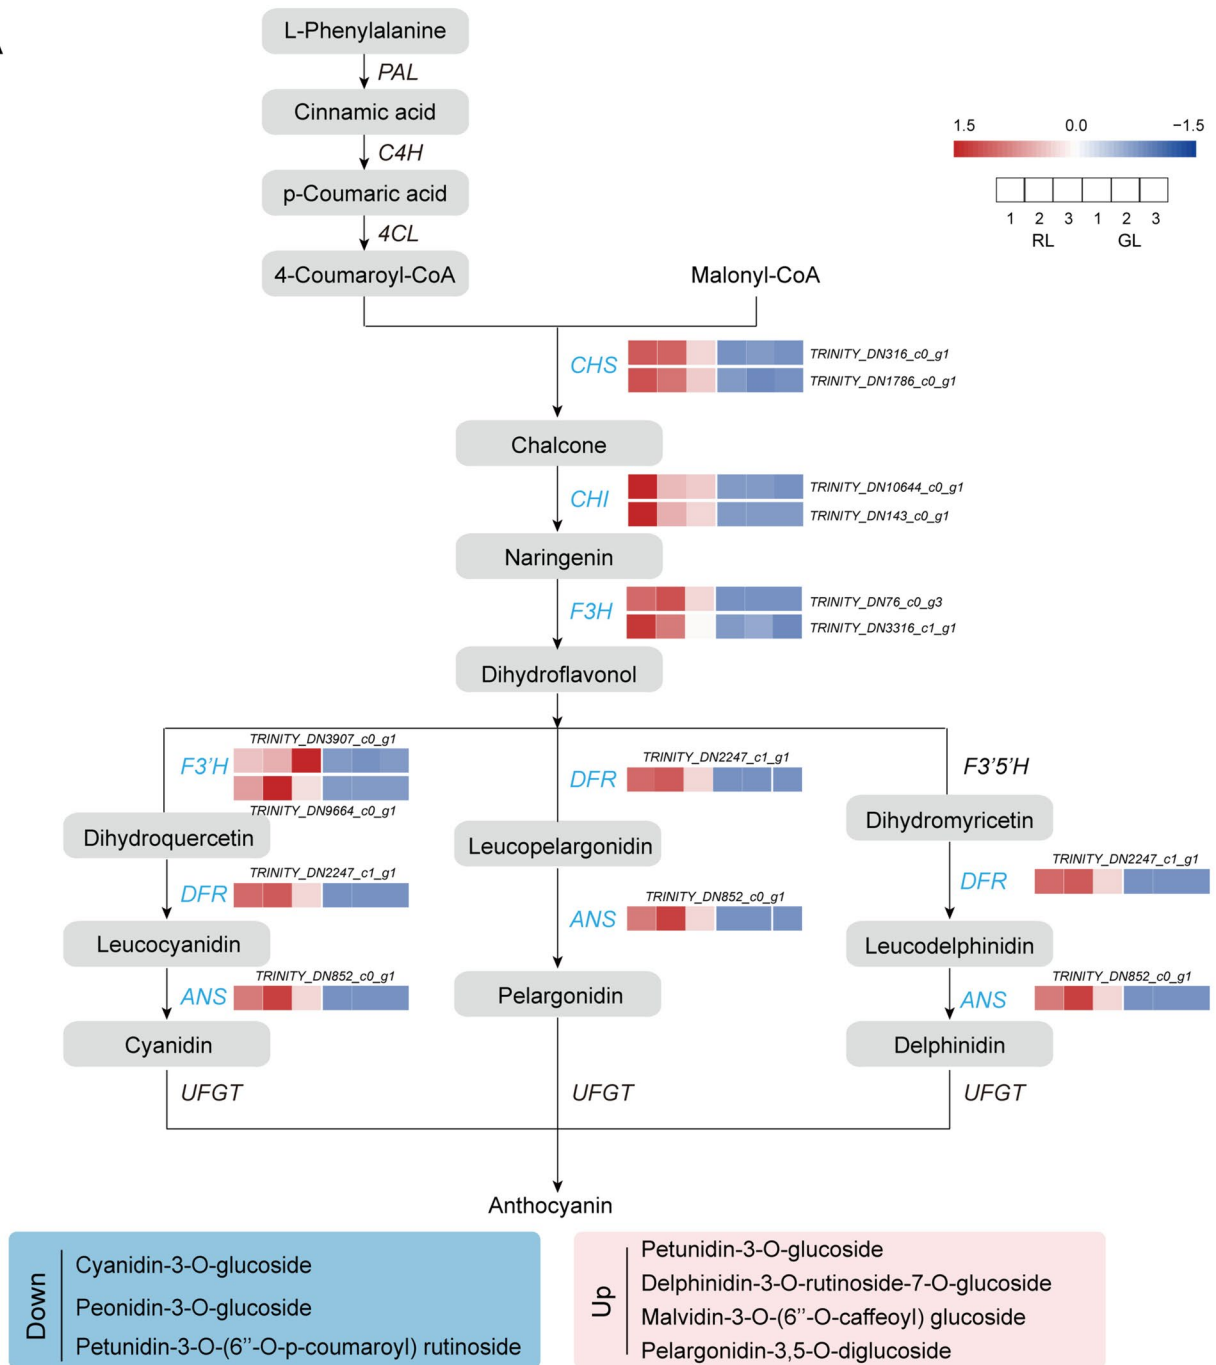 L-Phenylalanine
PAL
Cinnamic acid
C4H
p-Coumaric acid
4CL
4-Coumaroyl-CoA
Malonyl-CoA
1.5 0.0 −1.5
1 2 3 1 2 3
RL GL
CHS
TRINITY_DN316_c0_g1
TRINITY_DN1786_c0_g1
Chalcone
CHI
TRINITY_DN10644_c0_g1
TRINITY_DN143_c0_g1
Naringenin
F3H
TRINITY_DN76_c0_g3
TRINITY_DN3316_c1_g1
Dihydroflavonol
TRINITY_DN3907_c0_g1
F3’H
TRINITY_DN9664_c0_g1
Dihydroquercetin
TRINITY_DN2247_c1_g1
DFR
Leucocyanidin
TRINITY_DN852_c0_g1
ANS
Cyanidin
UFGT
TRINITY_DN2247_c1_g1
DFR
Leucopelargonidin
TRINITY_DN852_c0_g1
ANS
Pelargonidin
UFGT
F3’5’H
Dihydromyricetin
TRINITY_DN2247_c1_g1
DFR
Leucodelphinidin
TRINITY_DN852_c0_g1
ANS
Delphinidin
UFGT
Anthocyanin
Down
Cyanidin-3-O-glucoside
Peonidin-3-O-glucoside
Petunidin-3-O-(6’’-O-p-coumaroyl) rutinoside
Up
Petunidin-3-O-glucoside
Delphinidin-3-O-rutinoside-7-O-glucoside
Malvidin-3-O-(6’’-O-caffeoyl) glucoside
Pelargonidin-3,5-O-diglucoside